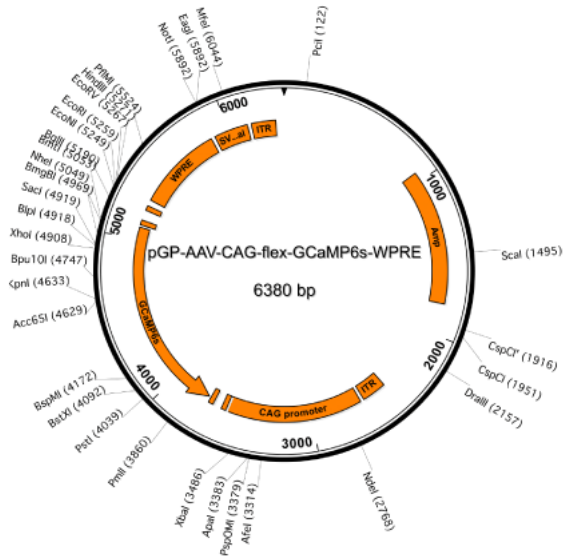 PciI (122)
MfeI (6044)
EagI (5892)
NotI (5892)
6000
ITR
SV...al
WPRE
PflMI (5524)
HindIII (5271)
EcoRV (5267)
EcoRI (5259)
EcoNI (5249)
BglII (5190)
NheI (5049)
BmgBI (4969)
SacI (4919)
BlpI (4918)
XhoI (4908)
Bpu10I (4747)
KpnI (4633)
Acc65I (4629)
5000
1000
Amp
ScaI (1495)
pGP-AAV-CAG-flex-GCaMP6s-WPRE
6380 bp
GCaMP6s
CspCI* (1916)
CspCI (1951)
DraIII (2157)
2000
ITR
CAG promoter
3000
4000
BspMI (4172)
BstXI (4092)
PstI (4039)
PmlI (3860)
XbaI (3486)
ApaI (3383)
PspOMI (3379)
AfeI (3314)
NdeI (2768)